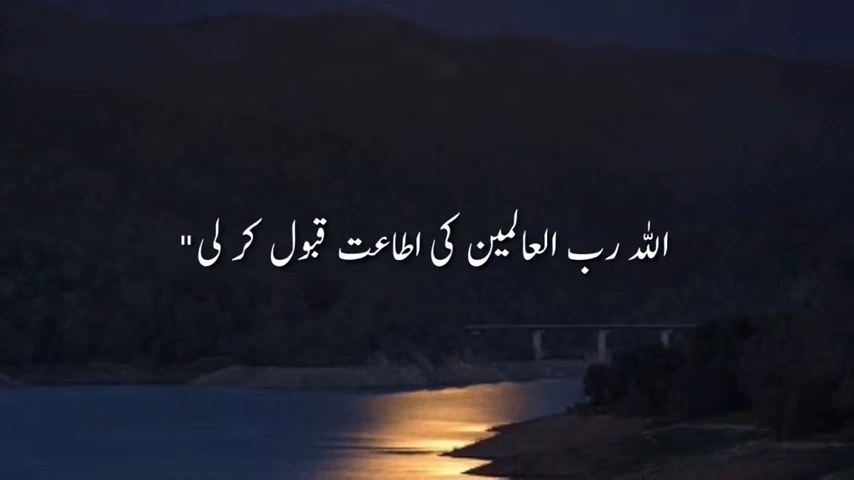 اللہ رب العالمین کی اطاعت قبول کر لی"